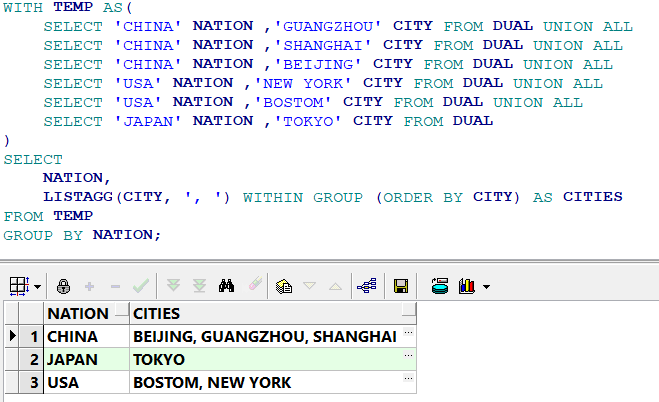 WITH TEMP AS(
SELECT 'CHINA' NATION ,'GUANGZHOU' CITY FROM DUAL UNION ALL
SELECT 'CHINA' NATION ,'SHANGHAI' CITY FROM DUAL UNION ALL
SELECT 'CHINA' NATION ,'BEIJING' CITY FROM DUAL UNION ALL
SELECT 'USA' NATION ,'NEW YORK' CITY FROM DUAL UNION ALL
SELECT 'USA' NATION ,'BOSTOM' CITY FROM DUAL UNION ALL
SELECT 'JAPAN' NATION ,'TOKYO' CITY FROM DUAL
)
SELECT
NATION,
LISTAGG(CITY, ', ') WITHIN GROUP (ORDER BY CITY) AS CITIES
FROM TEMP
GROUP BY NATION;
NATION CITIES
1 CHINA BEIJING, GUANGZHOU, SHANGHAI ...
2 JAPAN TOKYO ...
3 USA BOSTOM, NEW YORK ...